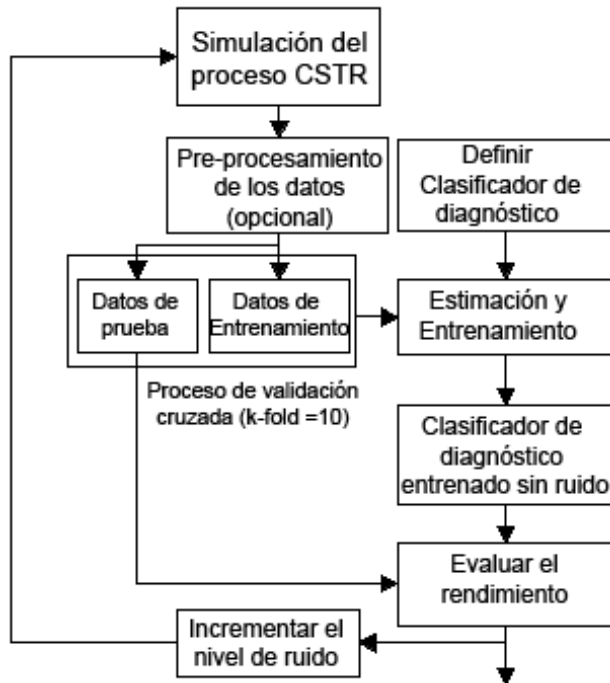 Simulación del
proceso CSTR
Pre-procesamiento
de los datos
(opcional)
Definir
Clasificador de
diagnóstico
Datos de
prueba
Datos de
Entrenamiento
Estimación y
Entrenamiento
Proceso de validación
cruzada (k-fold =10)
Clasificador de
diagnóstico
entrenado sin ruido
Evaluar el
rendimiento
Incrementar el
nivel de ruido